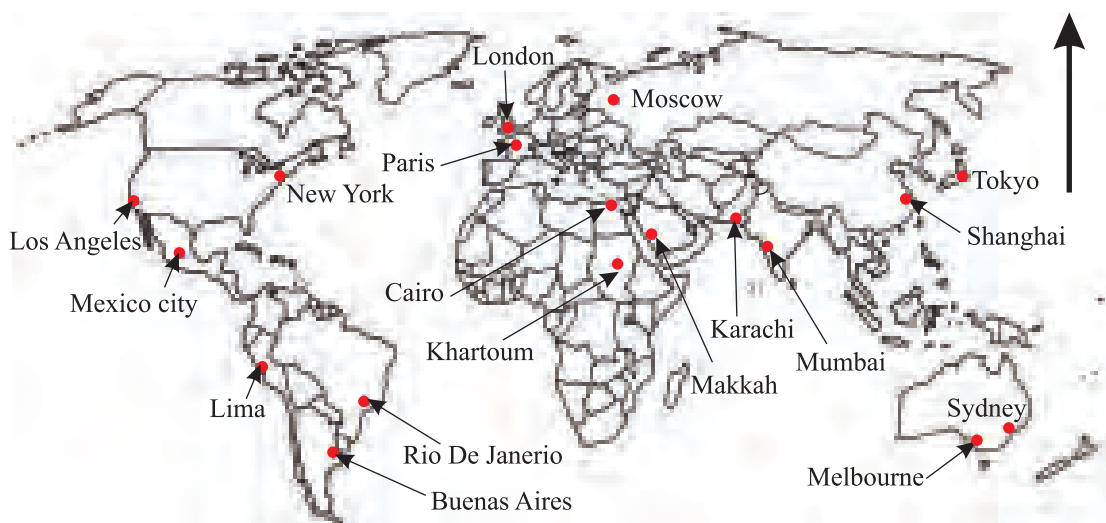 London
Moscow
Paris
New York
Tokyo
Los Angeles
Shanghai
Mexico city
Cairo
Karachi
Khartoum
Mumbai
Makkah
Lima
Sydney
Rio De Janerio
Melbourne
Buenas Aires